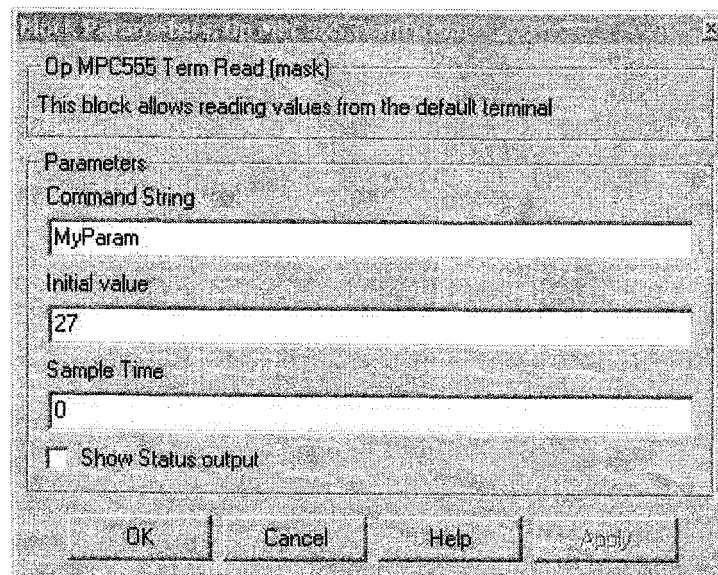 Op MPC555 Term Read (mask)
This block allows reading values from the default terminal
Parameters
Command String
MyParam
Initial value
27
Sample Time
0
Show Status output
OK Cancel Help Apply